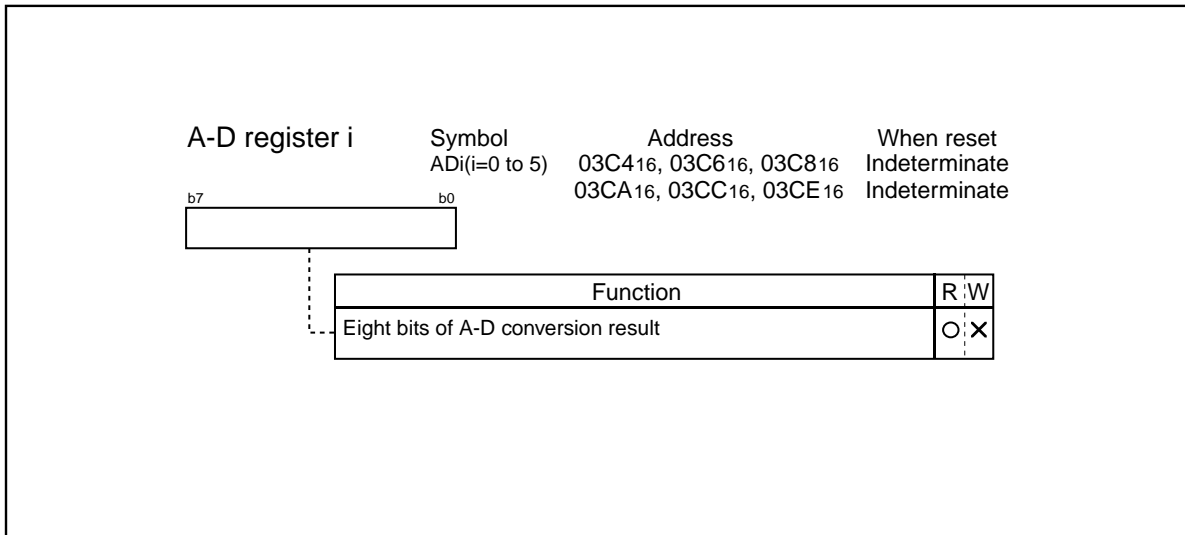 A-D register i Symbol Address When reset
ADi(i=0 to 5) 03C416, 03C616, 03C816 Indeterminate
03CA16, 03CC16, 03CE16 Indeterminate
b7 b0
Function R W
Eight bits of A-D conversion result O X